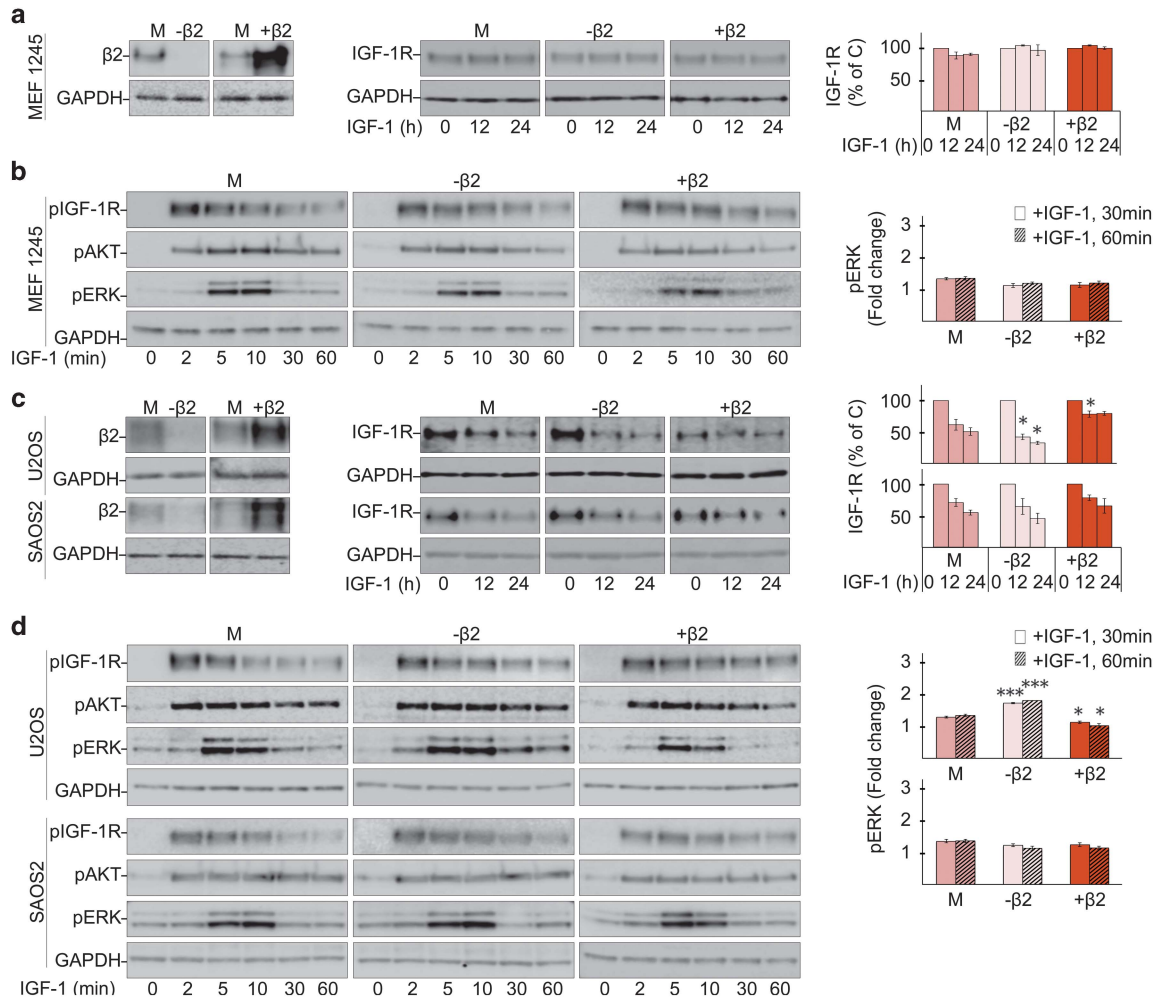 a
MEF 1245
M -β2 M +β2
β2
GAPDH
M -β2 +β2
IGF-1R
GAPDH
IGF-1 (h) 0 12 24 0 12 24 0 12 24
IGF-1R (% of C)
100
50
M -β2 +β2
IGF-1 (h) 0 12 24 0 12 24 0 12 24
b
MEF 1245
M -β2 +β2
pIGF-1R
pAKT
pERK
GAPDH
IGF-1 (min) 0 2 5 10 30 60 0 2 5 10 30 60 0 2 5 10 30 60
+IGF-1, 30min
+IGF-1, 60min
pERK (Fold change)
3
2
1
M -β2 +β2
c
U2OS
M -β2 M +β2
β2
GAPDH
SAOS2
β2
GAPDH
M -β2 +β2
IGF-1R
GAPDH
IGF-1R
GAPDH
IGF-1 (h) 0 12 24 0 12 24 0 12 24
IGF-1R (% of C)
100
50
* * *
100
50
M -β2 +β2
IGF-1 (h) 0 12 24 0 12 24 0 12 24
d
U2OS
M -β2 +β2
pIGF-1R
pAKT
pERK
GAPDH
SAOS2
pIGF-1R
pAKT
pERK
GAPDH
IGF-1 (min) 0 2 5 10 30 60 0 2 5 10 30 60 0 2 5 10 30 60
+IGF-1, 30min
+IGF-1, 60min
pERK (Fold change)
3
2
1
*** *** * *
M -β2 +β2
3
2
1
M -β2 +β2